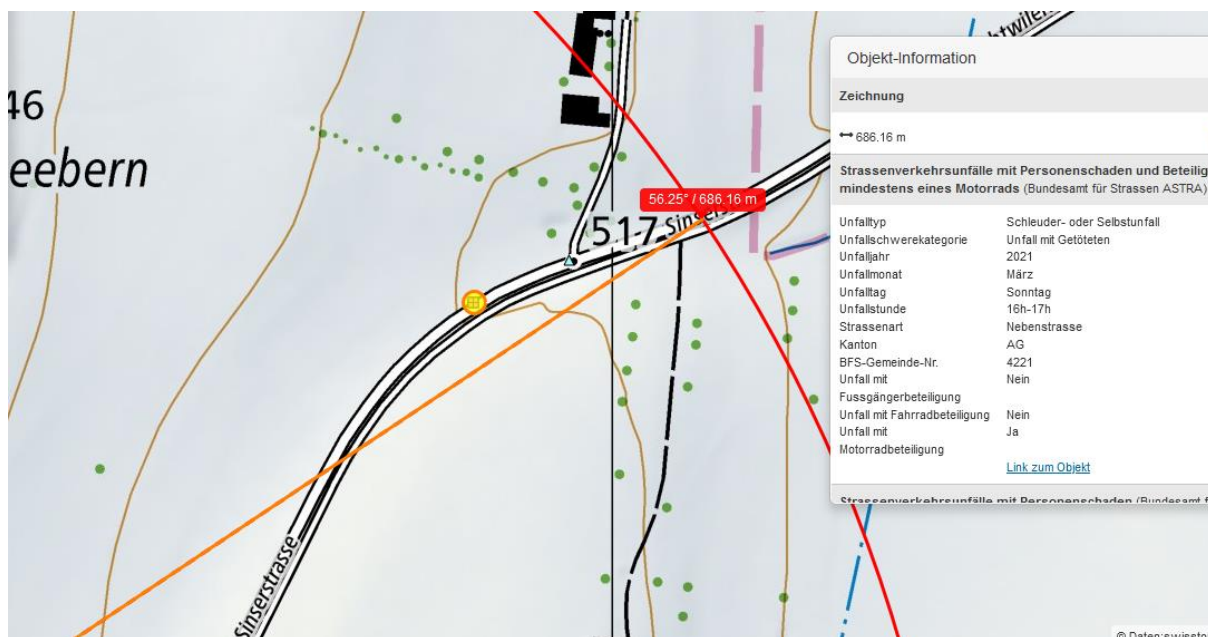 46
eebern
517
56.25° / 686.16 m
Sinserstrasse
Objekt-Information
Zeichnung
686.16 m
Strassenverkehrsunfälle mit Personenschaden und Beteilig
mindestens eines Motorrads (Bundesamt für Strassen ASTRA)
Unfalltyp Schleuder- oder Selbstunfall
Unfallschwerekategorie Unfall mit Getöteten
Unfalljahr 2021
Unfallmonat März
Unfalltag Sonntag
Unfallstunde 16h-17h
Strassenart Nebenstrasse
Kanton AG
BFS-Gemeinde-Nr. 4221
Unfall mit Nein
Fussgängerbeteiligung
Unfall mit Fahrradbeteiligung Nein
Unfall mit Ja
Motorradbeteiligung
Link zum Objekt
Strassenverkehrsunfälle mit Personenschaden (Bundesamt f